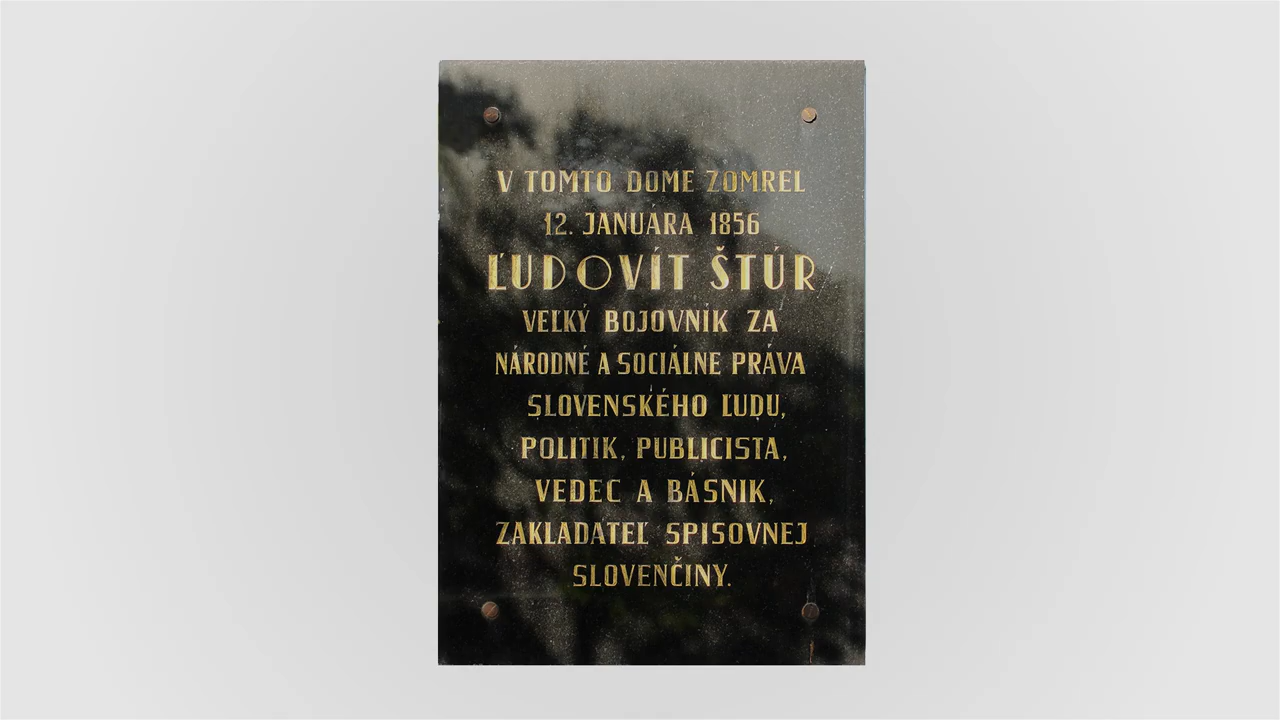 V TOMTO DOME ZOMREL
12. JANUÁRA 1856
ĽUDOVÍT ŠTÚR
VEĽKÝ BOJOVNÍK ZA
NÁRODNÉ A SOCIÁLNE PRÁVA
SLOVENSKÉHO ĽUDU,
POLITIK, PUBLICISTA,
VEDEC A BÁSNIK,
ZAKLADATEĽ SPISOVNEJ
SLOVENČINY.